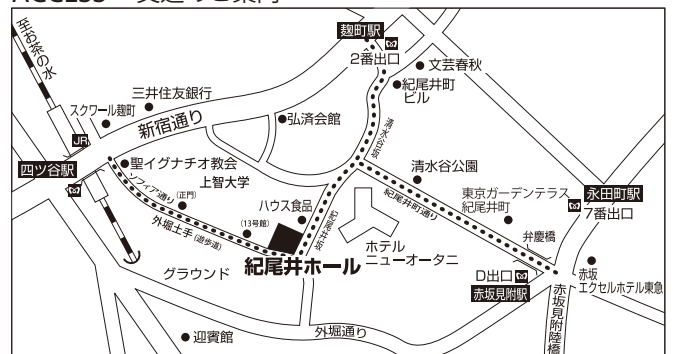 ACCESS 交通のご案内
至お茶の水
麹町駅
2番出口
文芸春秋
紀尾井町
ビル
三井住友銀行
スクワール麹町
新宿通り
弘済会館
清水谷坂
JR
四ツ谷駅
聖イグナチオ教会
上智大学
ソフィア通り
(正門)
清水谷公園
東京ガーデンテラス
紀尾井町
永田町駅
7番出口
ハウス食品
(13号館)
外堀土手(遊歩道)
紀尾井坂
紀尾井町通り
弁慶橋
ホテル
ニューオータニ
紀尾井ホール
グラウンド
D出口
赤坂見附駅
赤坂
エクセルホテル東急
外堀通り
迎賓館
赤坂見附陸橋